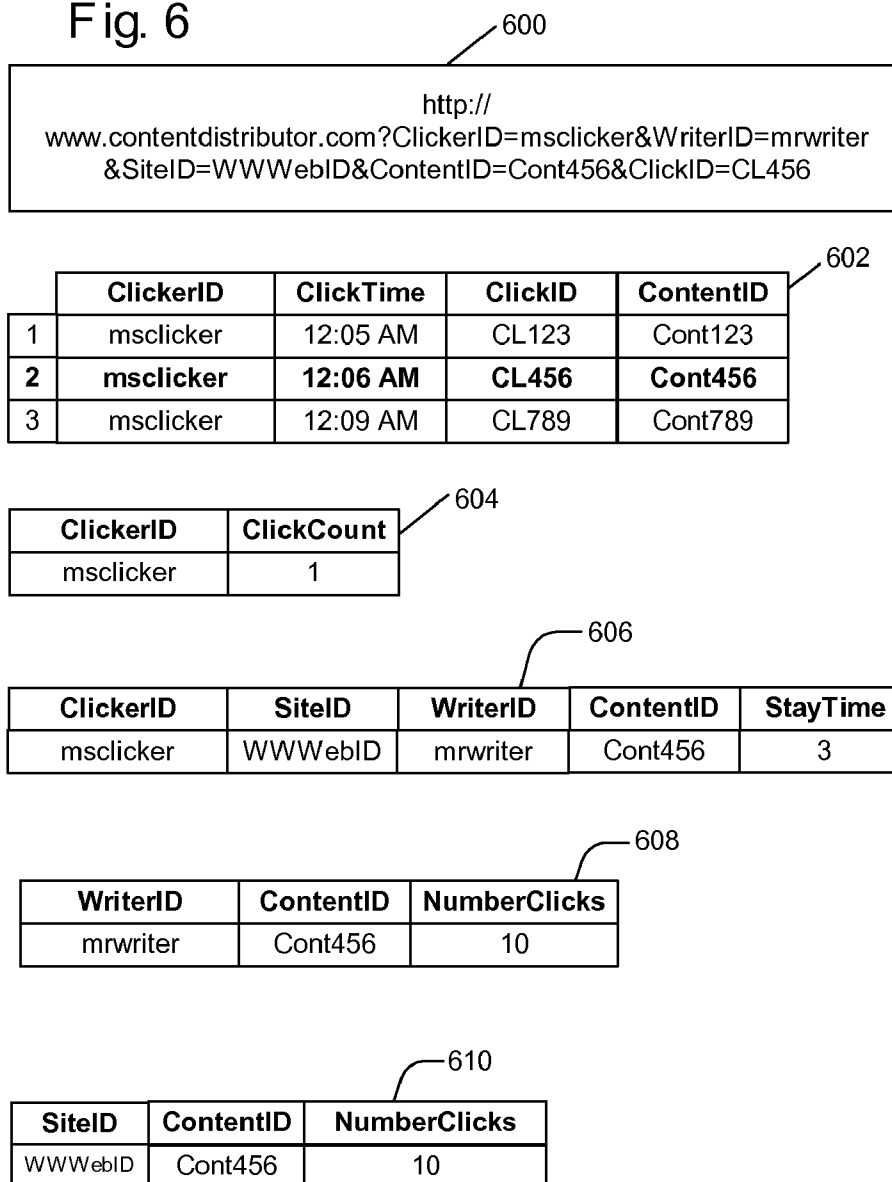 Fig. 6
600
http://
www.contentdistributor.com?ClickerID=msclicker&WriterID=mrwriter
&SiteID=WWWebID&ContentID=Cont456&ClickID=CL456
602
ClickerID ClickTime ClickID ContentID
1 msclicker 12:05 AM CL123 Cont123
2 msclicker 12:06 AM CL456 Cont456
3 msclicker 12:09 AM CL789 Cont789
604
ClickerID ClickCount
msclicker 1
606
ClickerID SiteID WriterID ContentID StayTime
msclicker WWWebID mrwriter Cont456 3
608
WriterID ContentID NumberClicks
mrwriter Cont456 10
610
SiteID ContentID NumberClicks
WWWebID Cont456 10